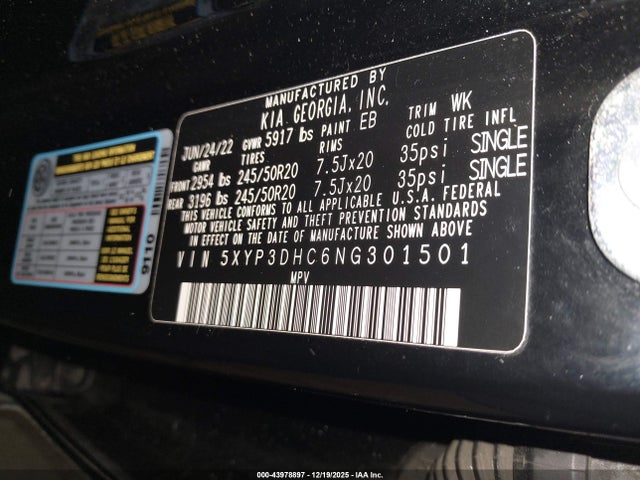 MANUFACTURED BY
KIA GEORGIA, INC.
JUN/24/22 GVWR 5917 lbs PAINT EB TRIM WK
GAWR TIRES RIMS COLD TIRE INFL
FRONT 2954 lbs 245/50R20 7.5Jx20 35psi SINGLE
REAR 3196 lbs 245/50R20 7.5Jx20 35psi SINGLE
THIS VEHICLE CONFORMS TO ALL APPLICABLE U.S.A. FEDERAL
MOTOR VEHICLE SAFETY AND THEFT PREVENTION STANDARDS
IN EFFECT ON THE DATE OF MANUFACTURE SHOWN ABOVE
VIN 5XYP3DHC6NG301501
MPV
9110
00-43978897 · 12/19/2025 · IAA Inc.